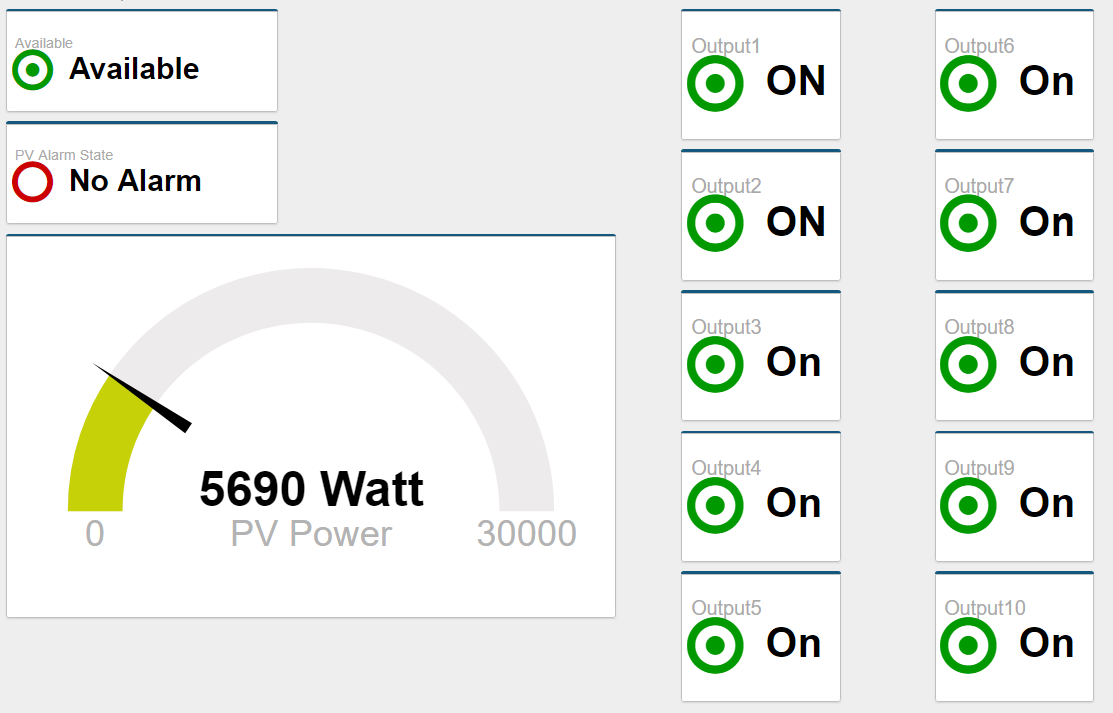 Available
Available
PV Alarm State
No Alarm
5690 Watt
0
PV Power
30000
Output1
ON
Output2
ON
Output3
On
Output4
On
Output5
On
Output6
On
Output7
On
Output8
On
Output9
On
Output10
On